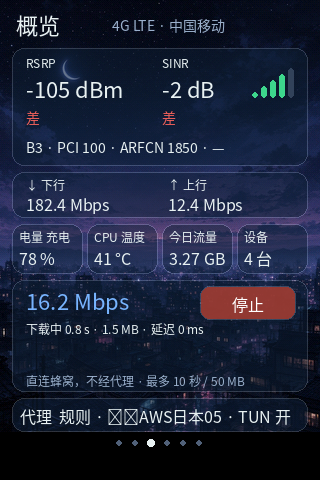 概览
4G LTE · 中国移动
RSRP
SINR
-105 dBm
-2 dB
差
差
B3 · PCI 100 · ARFCN 1850 · —
↓ 下行
↑ 上行
182.4 Mbps
12.4 Mbps
电量 充电
CPU 温度
今日流量
设备
78 %
41 °C
3.27 GB
4 台
16.2 Mbps
停止
下载中 0.8 s · 1.5 MB · 延迟 0 ms
直连蜂窝，不经代理 · 最多 10 秒 / 50 MB
代理 规则 · AWS日本05 · TUN 开